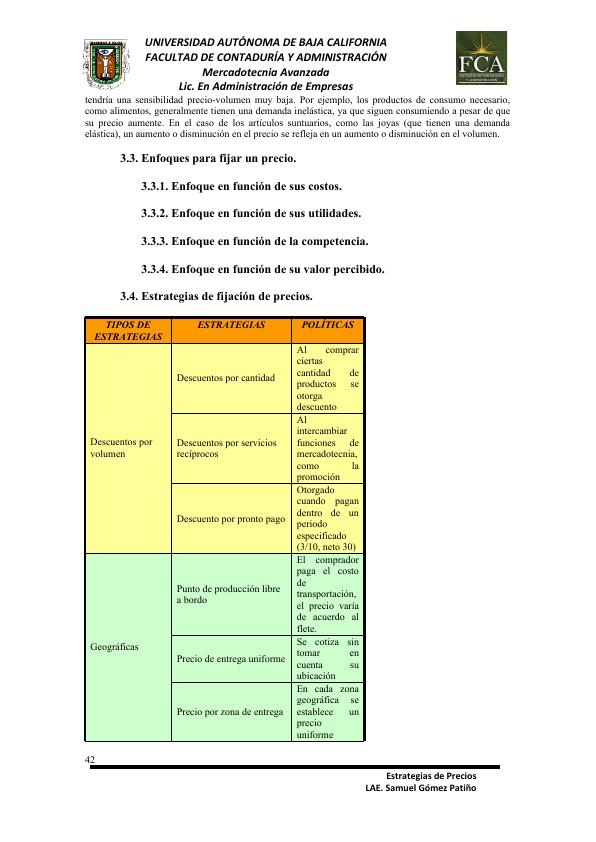 UNIVERSIDAD AUTÓNOMA DE BAJA CALIFORNIA
FACULTAD DE CONTADURÍA Y ADMINISTRACIÓN
Mercadotecnia Avanzada
Lic. En Administración de Empresas
FCA
tendría una sensibilidad precio-volumen muy baja. Por ejemplo, los productos de consumo necesario,
como alimentos, generalmente tienen una demanda inelástica, ya que siguen consumiendo a pesar de que
su precio aumente. En el caso de los artículos suntuarios, como las joyas (que tienen una demanda
elástica), un aumento o disminución en el precio se refleja en un aumento o disminución en el volumen.
3.3. Enfoques para fijar un precio.
3.3.1. Enfoque en función de sus costos.
3.3.2. Enfoque en función de sus utilidades.
3.3.3. Enfoque en función de la competencia.
3.3.4. Enfoque en función de su valor percibido.
3.4. Estrategias de fijación de precios.
TIPOS DE
ESTRATEGIAS
ESTRATEGIAS
POLÍTICAS
Descuentos por
volumen
Descuentos por cantidad
Al comprar
ciertas
cantidad de
productos se
otorga
descuento
Descuentos por servicios
recíprocos
Al
intercambiar
funciones de
mercadotecnia,
como la
promoción
Descuento por pronto pago
Otorgado
cuando pagan
dentro de un
periodo
especificado
(3/10, neto 30)
Geográficas
Punto de producción libre
a bordo
El comprador
paga el costo
de
transportación,
el precio varía
de acuerdo al
flete.
Precio de entrega uniforme
Se cotiza sin
tomar en
cuenta su
ubicación
Precio por zona de entrega
En cada zona
geográfica se
establece un
precio
uniforme
42
Estrategias de Precios
LAE. Samuel Gómez Patiño